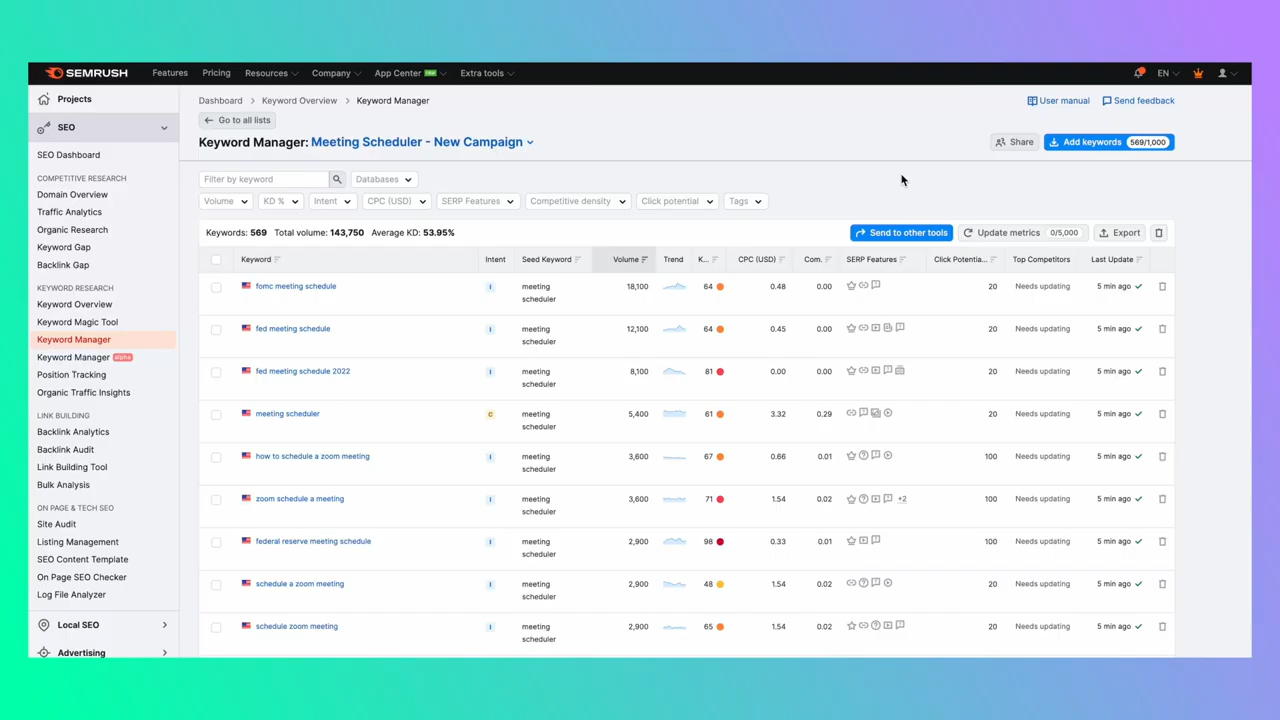 SEMRUSH Features Pricing Resources Company App Center NEW Extra tools EN
Projects
SEO
SEO Dashboard
COMPETITIVE RESEARCH
Domain Overview
Traffic Analytics
Organic Research
Keyword Gap
Backlink Gap
KEYWORD RESEARCH
Keyword Overview
Keyword Magic Tool
Keyword Manager
Keyword Manager alpha
Position Tracking
Organic Traffic Insights
LINK BUILDING
Backlink Analytics
Backlink Audit
Link Building Tool
Bulk Analysis
ON PAGE & TECH SEO
Site Audit
Listing Management
SEO Content Template
On Page SEO Checker
Log File Analyzer
Local SEO
Advertising
Dashboard > Keyword Overview > Keyword Manager
User manual Send feedback
Go to all lists
Keyword Manager: Meeting Scheduler - New Campaign
Share Add keywords 569/1,000
Filter by keyword Databases
Volume KD % Intent CPC (USD) SERP Features Competitive density Click potential Tags
Keywords: 569 Total volume: 143,750 Average KD: 53.95%
Send to other tools Update metrics 0/5,000 Export
Keyword Intent Seed Keyword Volume Trend K... CPC (USD) Com. SERP Features Click Potentia... Top Competitors Last Update
fomc meeting schedule I meeting scheduler 18,100 64 0.48 0.00 20 Needs updating 5 min ago
fed meeting schedule I meeting scheduler 12,100 64 0.45 0.00 20 Needs updating 5 min ago
fed meeting schedule 2022 I meeting scheduler 8,100 81 0.00 0.00 20 Needs updating 5 min ago
meeting scheduler C meeting scheduler 5,400 61 3.32 0.29 20 Needs updating 5 min ago
how to schedule a zoom meeting I meeting scheduler 3,600 67 0.66 0.01 100 Needs updating 5 min ago
zoom schedule a meeting I meeting scheduler 3,600 71 1.54 0.02 +2 100 Needs updating 5 min ago
federal reserve meeting schedule I meeting scheduler 2,900 98 0.33 0.01 100 Needs updating 5 min ago
schedule a zoom meeting I meeting scheduler 2,900 48 1.54 0.02 20 Needs updating 5 min ago
schedule zoom meeting I meeting scheduler 2,900 65 1.54 0.02 20 Needs updating 5 min ago